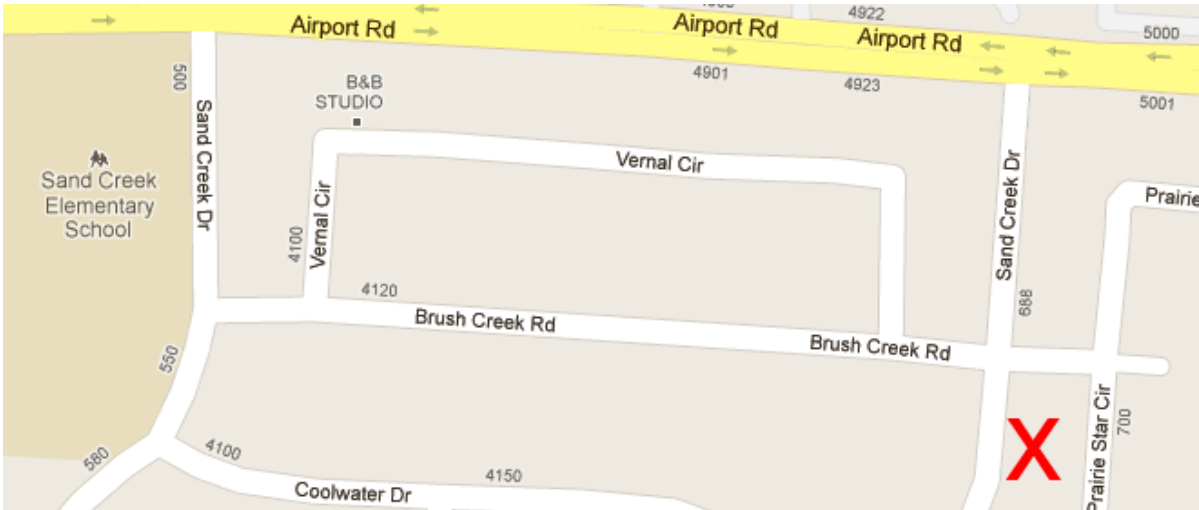 4922
Airport Rd
Airport Rd
Airport Rd
5000
4901
4923
5001
500
B&B
STUDIO
Sand Creek Dr
Sand Creek
Elementary
School
Vernal Cir
Vernal Cir
4100
Sand Creek Dr
Prairie
688
4120
Brush Creek Rd
Brush Creek Rd
550
580
4100
Coolwater Dr
4150
X
Prairie Star Cir
700